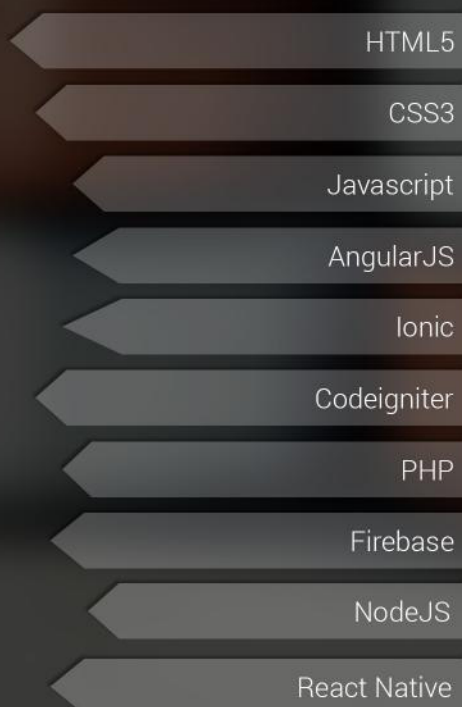 HTML5
CSS3
Javascript
AngularJS
Ionic
Codeigniter
PHP
Firebase
NodeJS
React Native